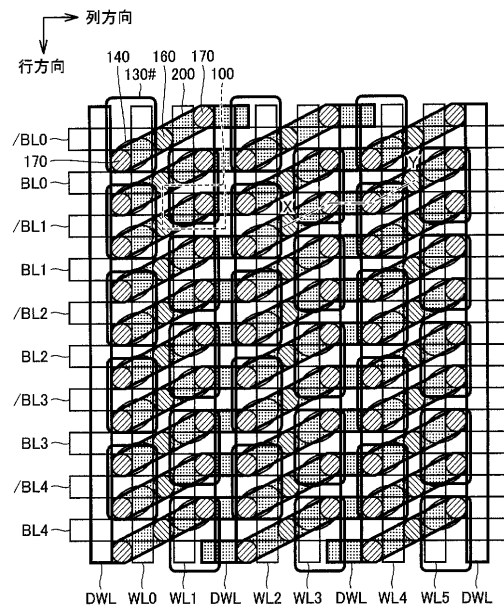 列方向
行方向
140 130# 160 200 170 100
170
/BL0
BL0
/BL1
BL1
/BL2
BL2
/BL3
BL3
/BL4
BL4
X
Y
DWL WL0 WL1 DWL WL2 WL3 DWL WL4 WL5 DWL